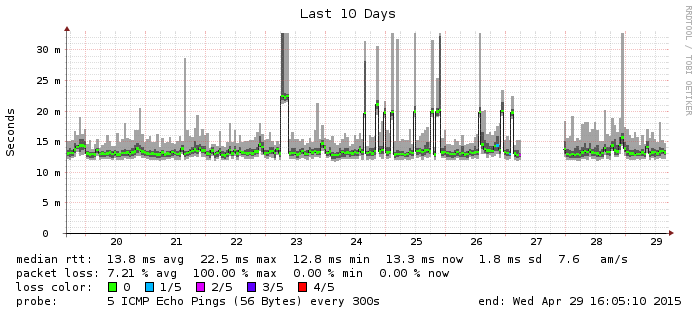 Last 10 Days
RRDTOOL / TOBI OETIKER
Seconds
30 m
25 m
20 m
15 m
10 m
5 m
0
20 21 22 23 24 25 26 27 28 29
median rtt: 13.8 ms avg 22.5 ms max 12.8 ms min 13.3 ms now 1.8 ms sd 7.6 am/s
packet loss: 7.21 % avg 100.00 % max 0.00 % min 0.00 % now
loss color: 0 1/5 2/5 3/5 4/5
probe: 5 ICMP Echo Pings (56 Bytes) every 300s end: Wed Apr 29 16:05:10 2015